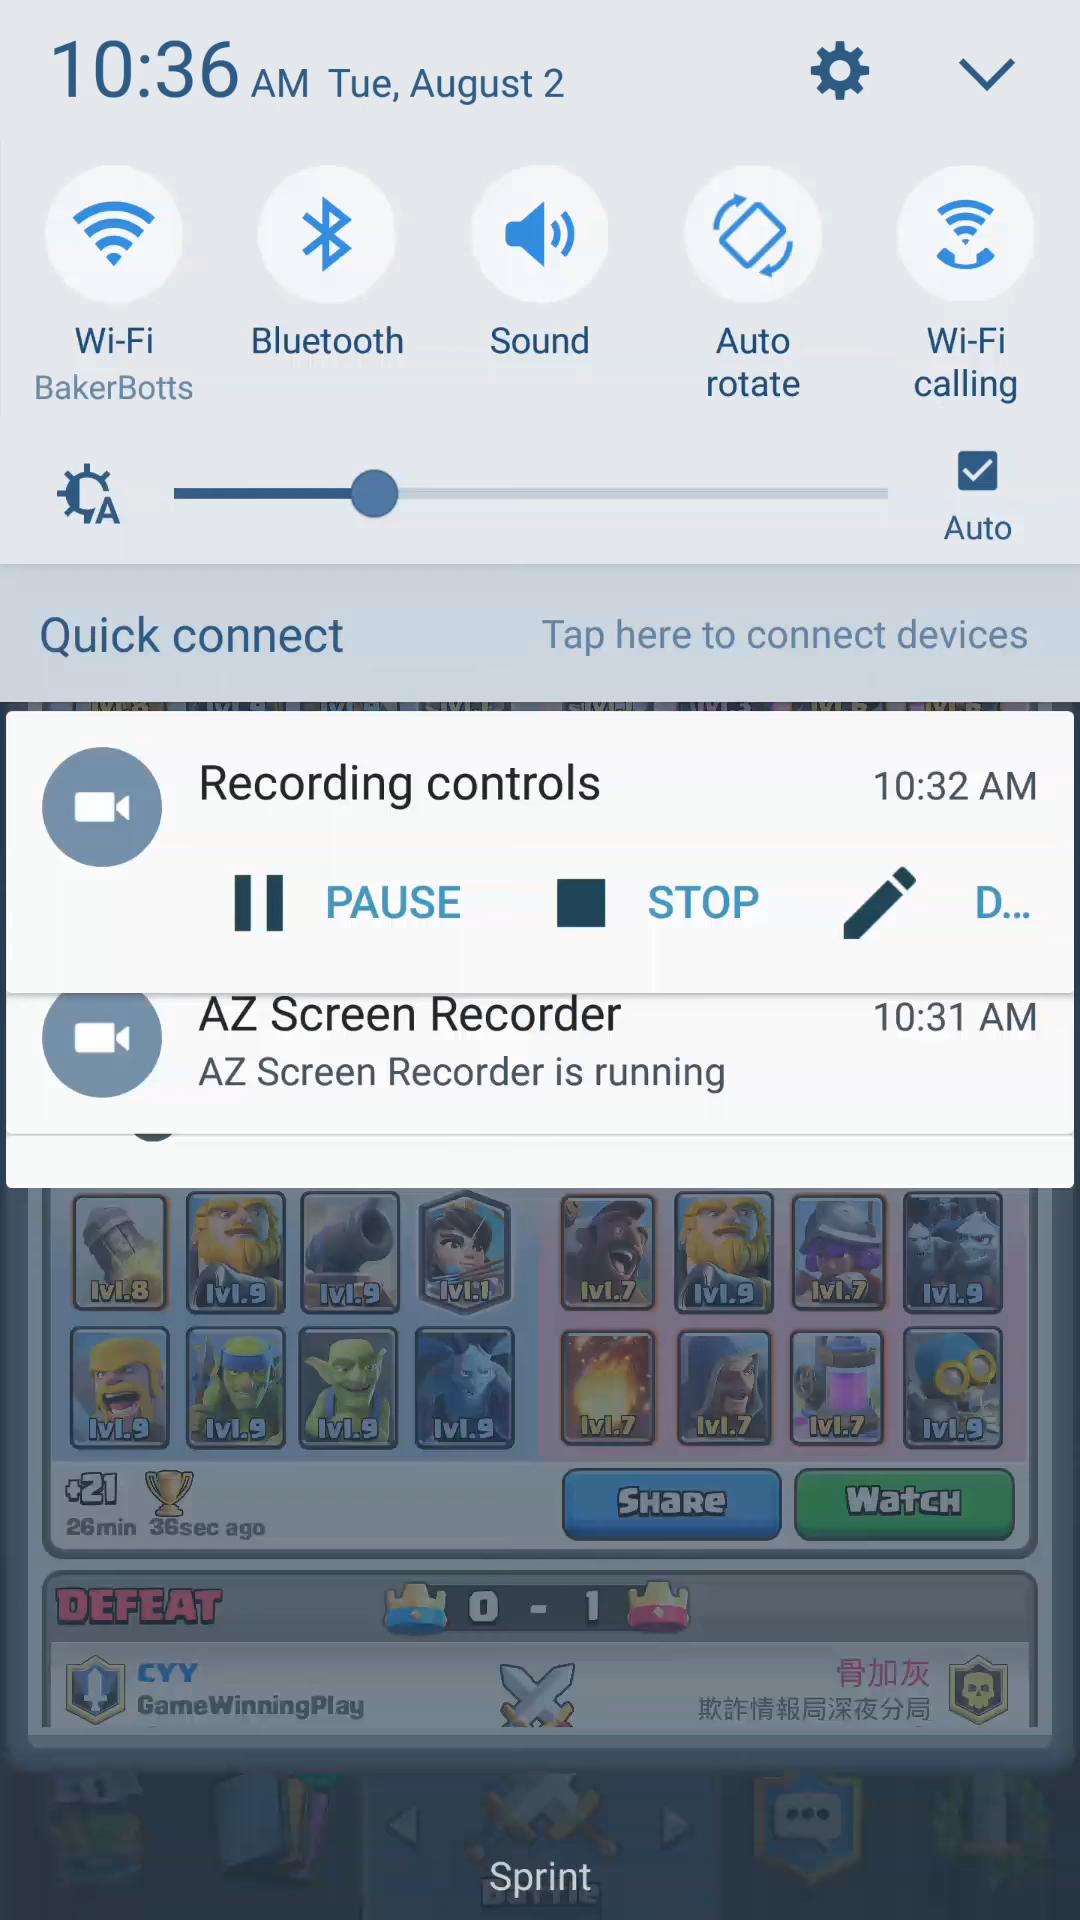 10:36 AM Tue, August 2
Wi-Fi
BakerBotts
Bluetooth
Sound
Auto
rotate
Wi-Fi
calling
A
Auto
Quick connect
Tap here to connect devices
Recording controls
10:32 AM
PAUSE
STOP
D...
AZ Screen Recorder
10:31 AM
AZ Screen Recorder is running
lvl.8 lvl.9 lvl.9 lvl.1 lvl.7 lvl.9 lvl.7 lvl.9
lvl.9 lvl.9 lvl.9 lvl.9 lvl.7 lvl.7 lvl.7 lvl.9
+21
26min 36sec ago
Share
Watch
DEFEAT
0 - 1
CYY
GameWinningPlay
骨加灰
欺詐情報局深夜分局
Sprint
Battle